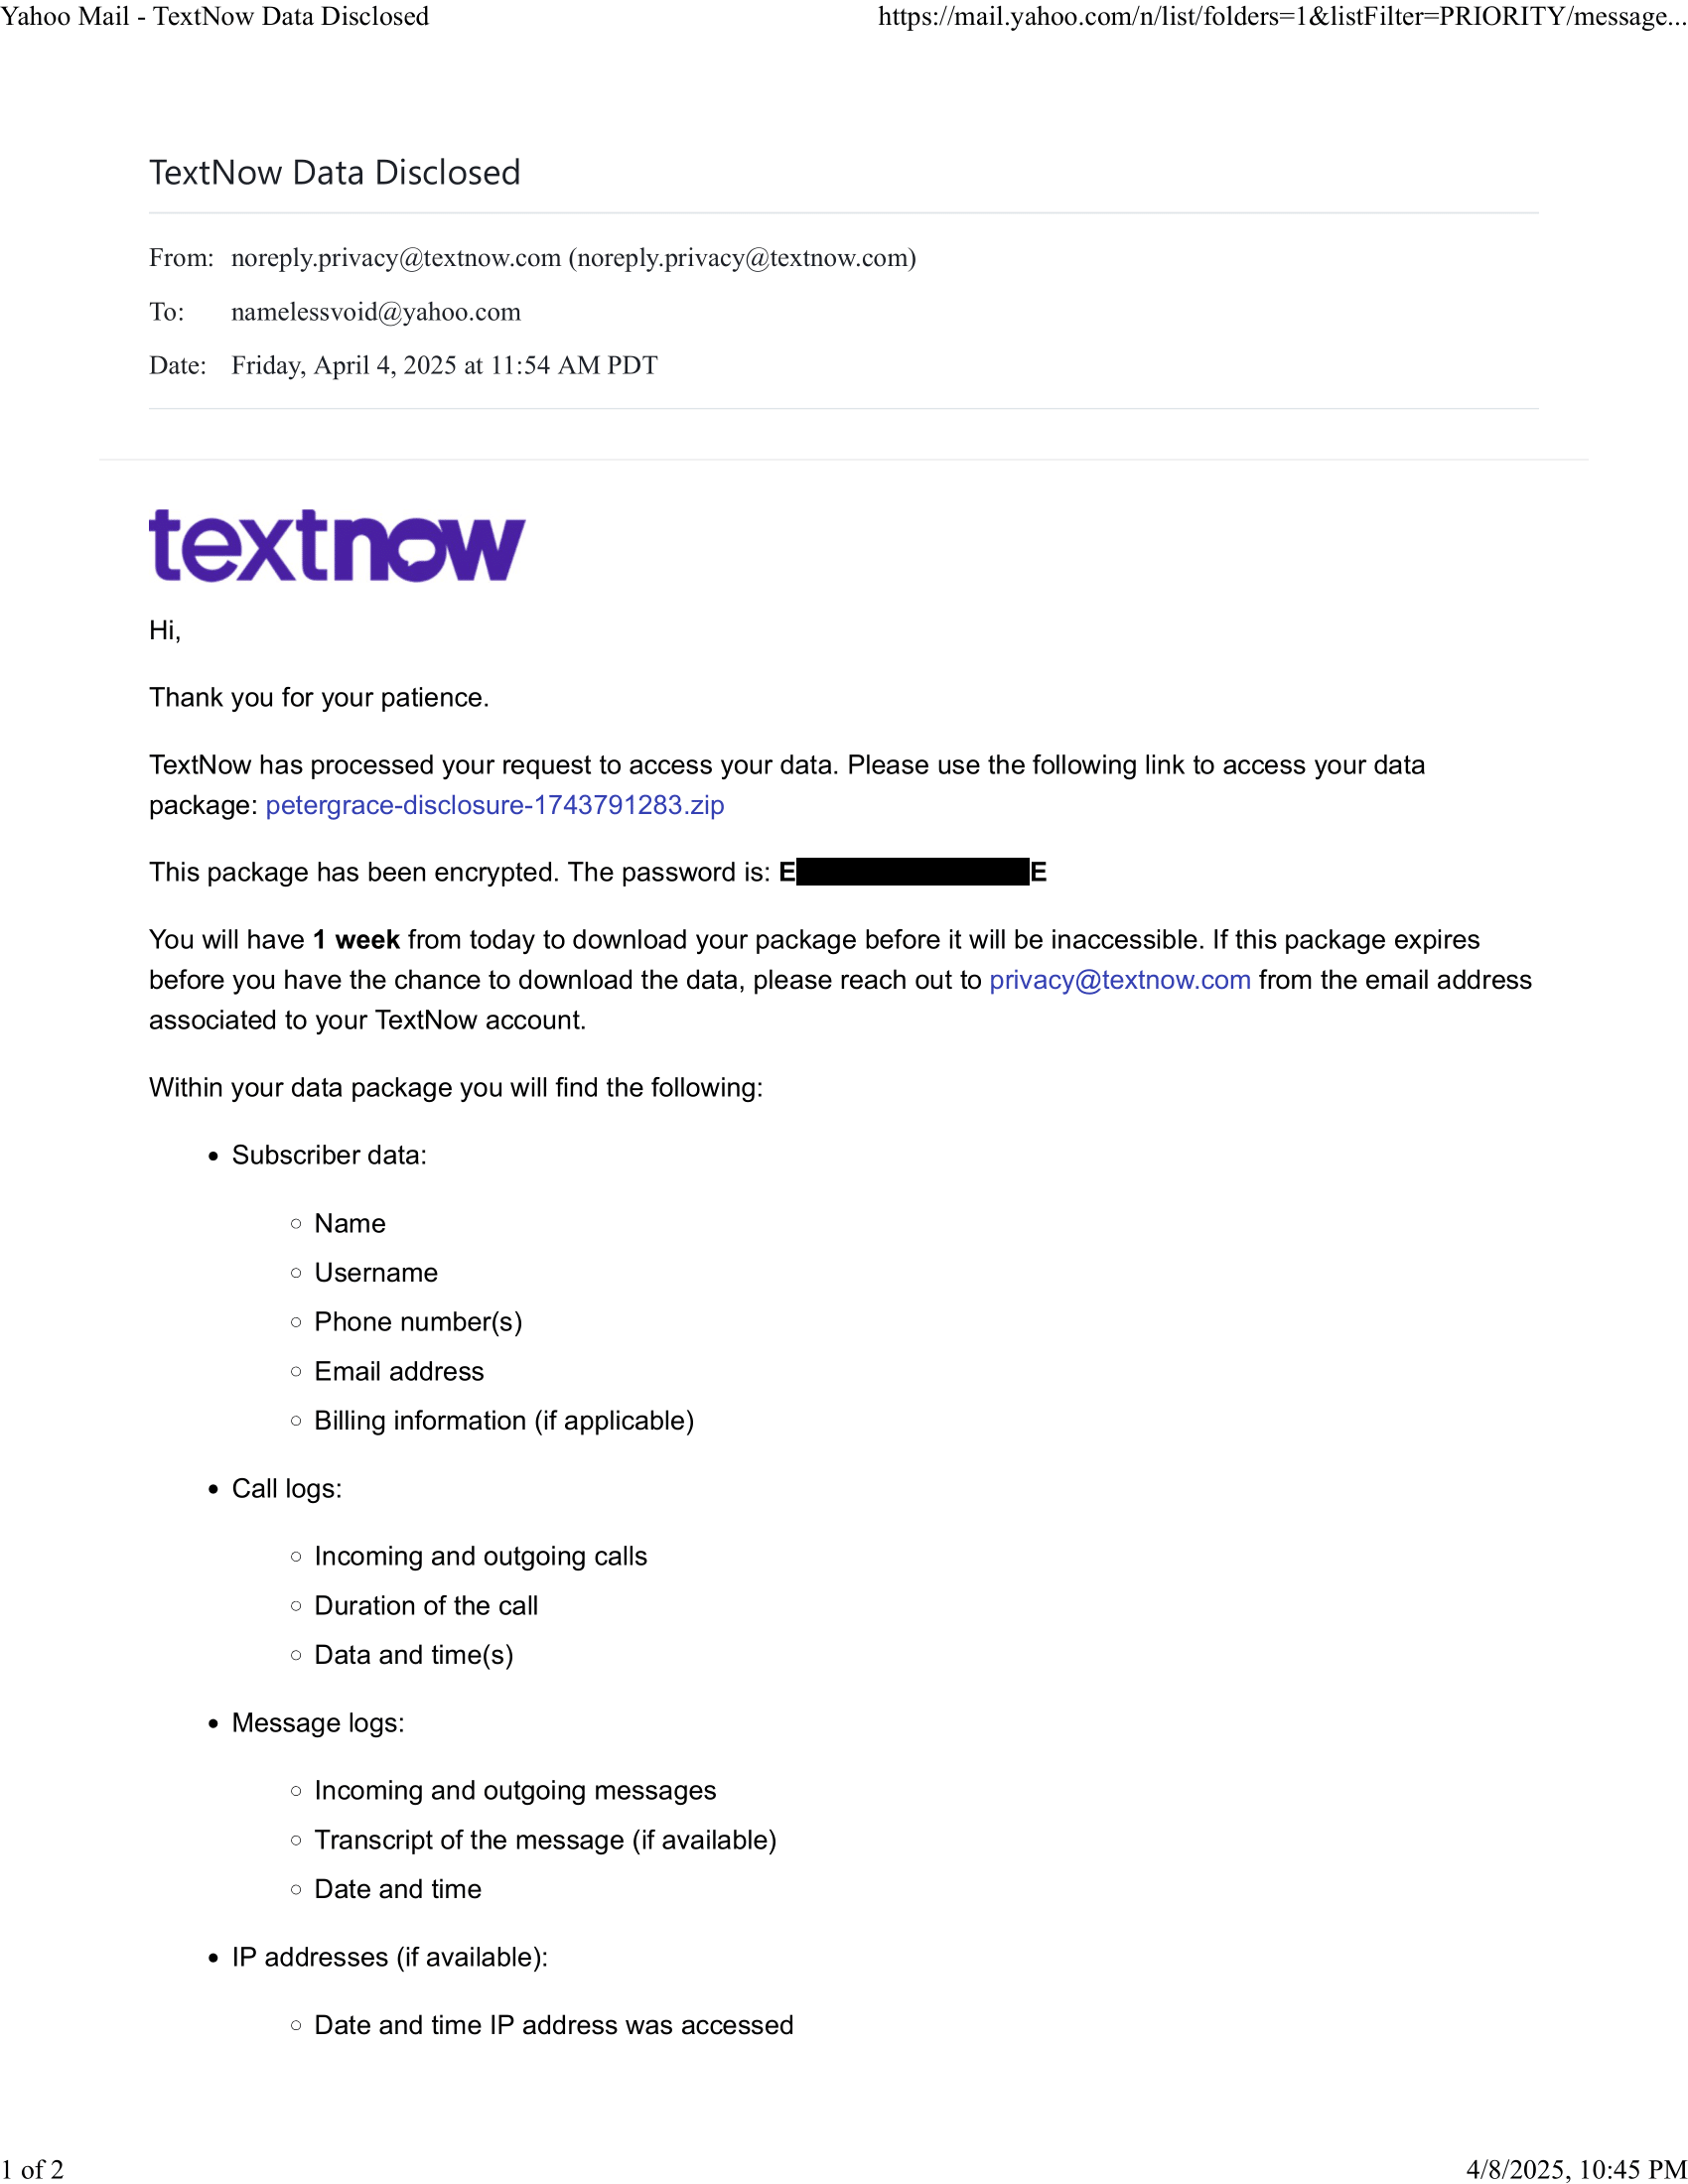 Yahoo Mail - TextNow Data Disclosed https://mail.yahoo.com/n/list/folders=1&listFilter=PRIORITY/message...
TextNow Data Disclosed
From: noreply.privacy@textnow.com (noreply.privacy@textnow.com)
To: namelessvoid@yahoo.com
Date: Friday, April 4, 2025 at 11:54 AM PDT
textnow
Hi,
Thank you for your patience.
TextNow has processed your request to access your data. Please use the following link to access your data
package: petergrace-disclosure-1743791283.zip
This package has been encrypted. The password is: E E
You will have 1 week from today to download your package before it will be inaccessible. If this package expires
before you have the chance to download the data, please reach out to privacy@textnow.com from the email address
associated to your TextNow account.
Within your data package you will find the following:
• Subscriber data:
◦ Name
◦ Username
◦ Phone number(s)
◦ Email address
◦ Billing information (if applicable)
• Call logs:
◦ Incoming and outgoing calls
◦ Duration of the call
◦ Data and time(s)
• Message logs:
◦ Incoming and outgoing messages
◦ Transcript of the message (if available)
◦ Date and time
• IP addresses (if available):
◦ Date and time IP address was accessed
1 of 2 4/8/2025, 10:45 PM